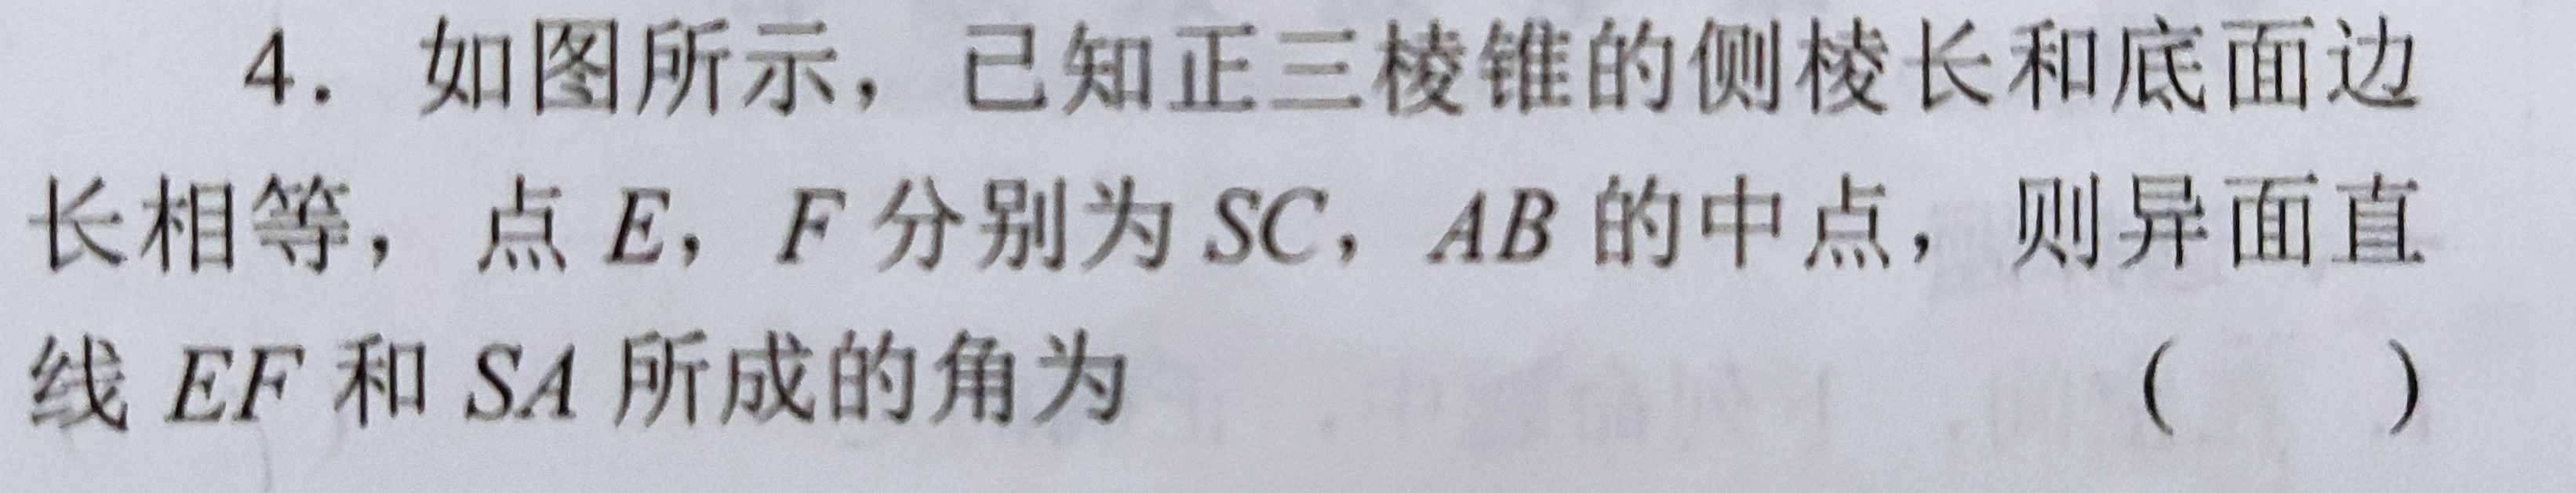 4. 如图所示，已知正三棱锥的侧棱长和底面边
长相等，点 E，F 分别为 SC，AB 的中点，则异面直
线 EF 和 SA 所成的角为 (　　)